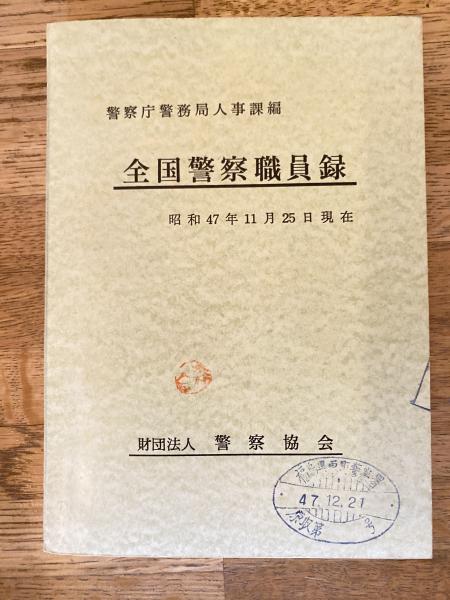 警察庁警務局人事課編
全国警察職員録
昭和47年11月25日現在
財団法人 警察協会
47.12.21